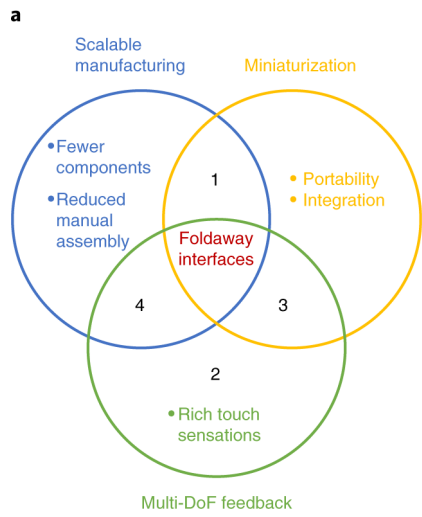 a
Scalable
manufacturing
Miniaturization
• Fewer
components
• Reduced
manual
assembly
1
• Portability
• Integration
Foldaway
interfaces
4
3
2
• Rich touch
sensations
Multi-DoF feedback